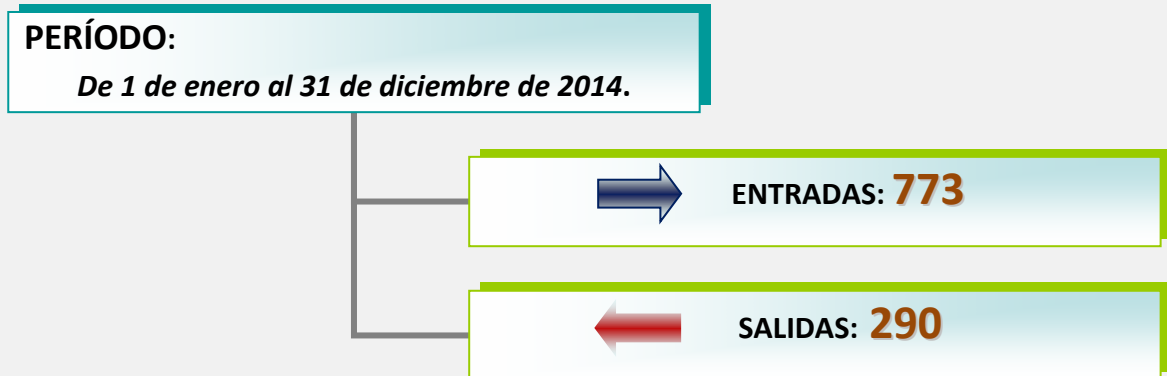 PERÍODO:
De 1 de enero al 31 de diciembre de 2014.
ENTRADAS: 773
SALIDAS: 290